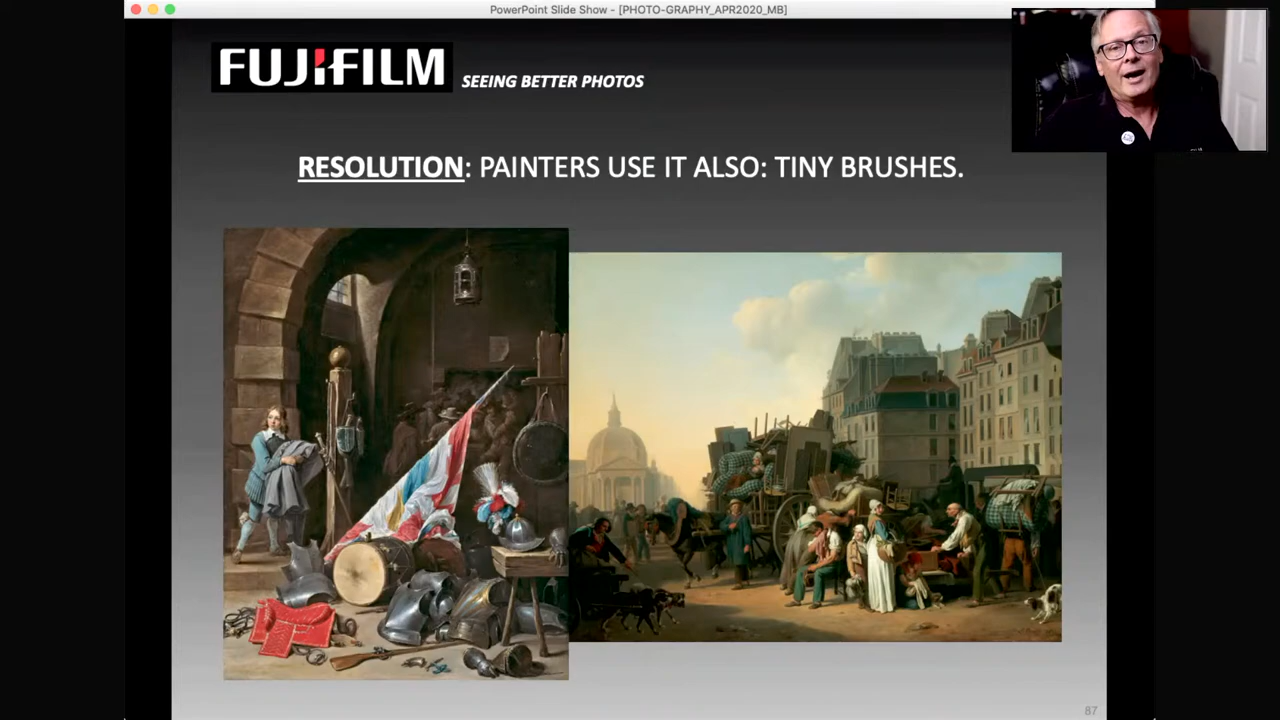 PowerPoint Slide Show - [PHOTO-GRAPHY_APR2020_MB]
FUJIFILM SEEING BETTER PHOTOS
RESOLUTION: PAINTERS USE IT ALSO: TINY BRUSHES.
87